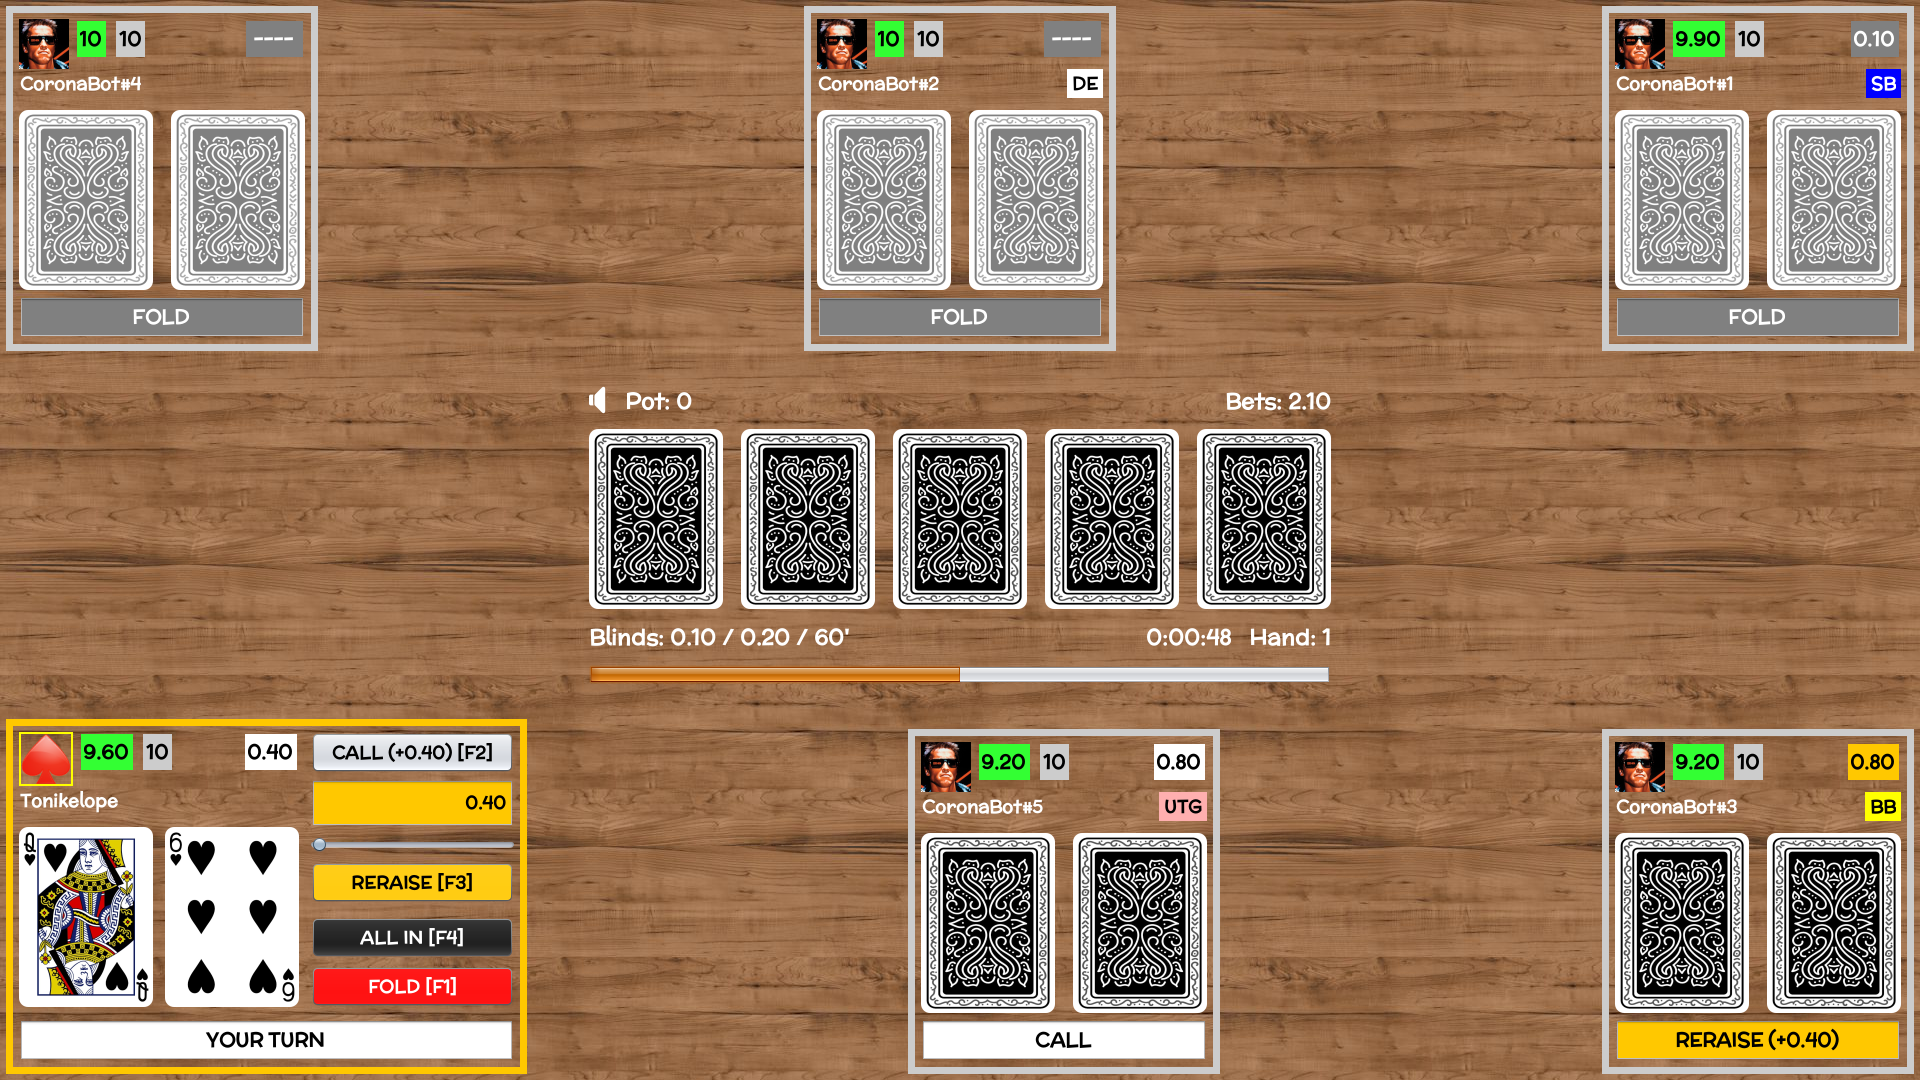 10 10 ----
CoronaBot#4
FOLD
10 10 ----
CoronaBot#2 DE
FOLD
9.90 10 0.10
CoronaBot#1 SB
FOLD
Pot: 0 Bets: 2.10
Blinds: 0.10 / 0.20 / 60'
0:00:48 Hand: 1
9.60 10 0.40
Tonikelope
Q
Q
6
6
CALL (+0.40) [F2]
0.40
RERAISE [F3]
ALL IN [F4]
FOLD [F1]
YOUR TURN
9.20 10 0.80
CoronaBot#5 UTG
CALL
9.20 10 0.80
CoronaBot#3 BB
RERAISE (+0.40)